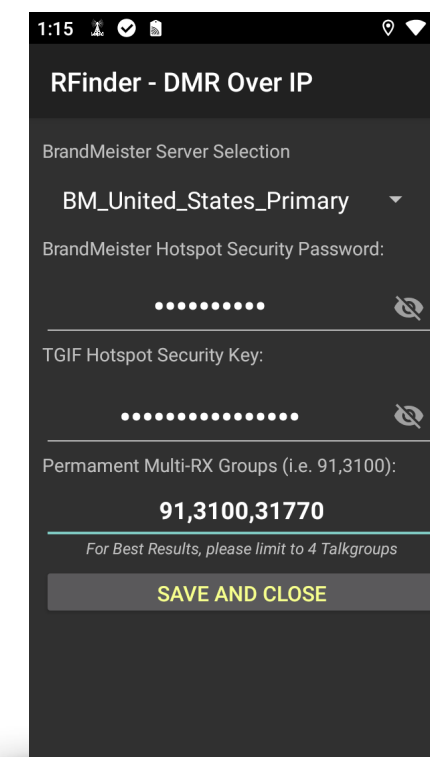 1:15
RFinder - DMR Over IP
BrandMeister Server Selection
BM_United_States_Primary
BrandMeister Hotspot Security Password:
••••••••••
TGIF Hotspot Security Key:
••••••••••••••••
Permament Multi-RX Groups (i.e. 91,3100):
91,3100,31770
For Best Results, please limit to 4 Talkgroups
SAVE AND CLOSE